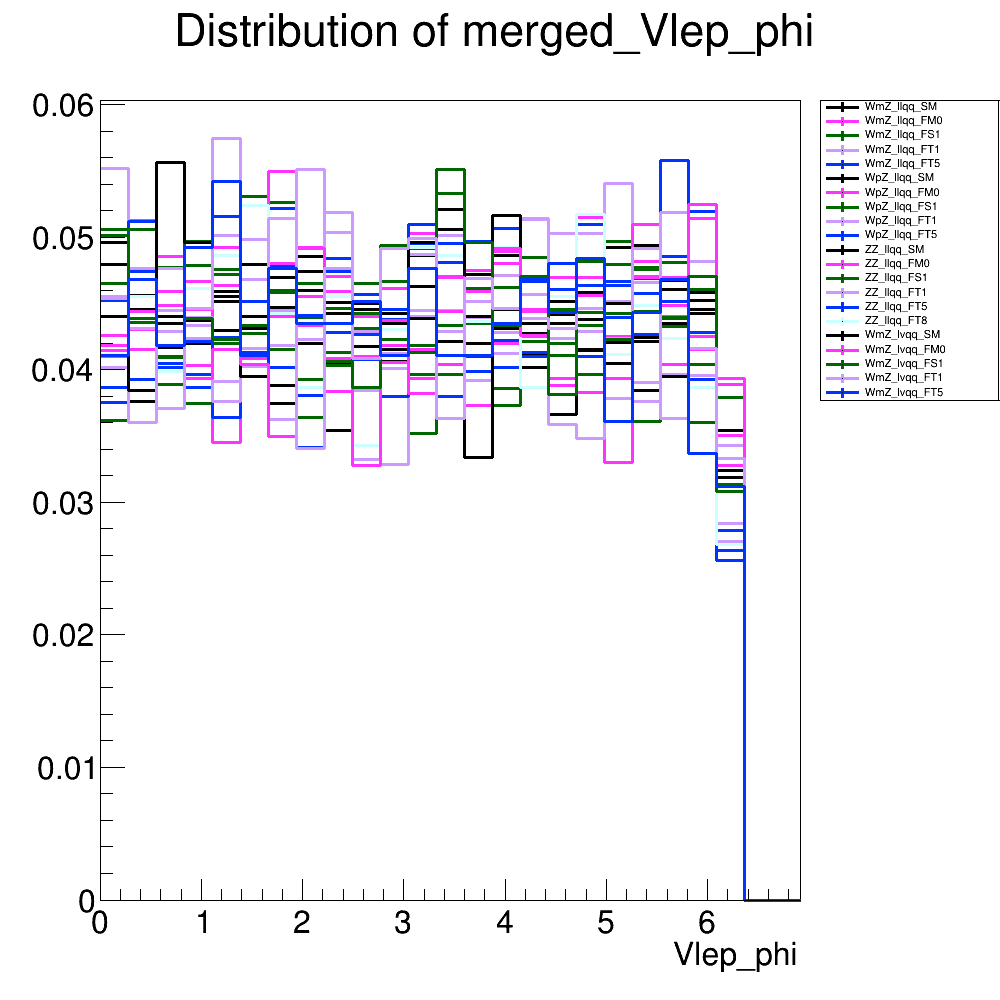 Distribution of merged_Vlep_phi
0.06
0.05
0.04
0.03
0.02
0.01
0
0 1 2 3 4 5 6
Vlep_phi
WmZ_llqq_SM
WmZ_llqq_FM0
WmZ_llqq_FS1
WmZ_llqq_FT1
WmZ_llqq_FT5
WpZ_llqq_SM
WpZ_llqq_FM0
WpZ_llqq_FS1
WpZ_llqq_FT1
WpZ_llqq_FT5
ZZ_llqq_SM
ZZ_llqq_FM0
ZZ_llqq_FS1
ZZ_llqq_FT1
ZZ_llqq_FT5
ZZ_llqq_FT8
WmZ_lvqq_SM
WmZ_lvqq_FM0
WmZ_lvqq_FS1
WmZ_lvqq_FT1
WmZ_lvqq_FT5